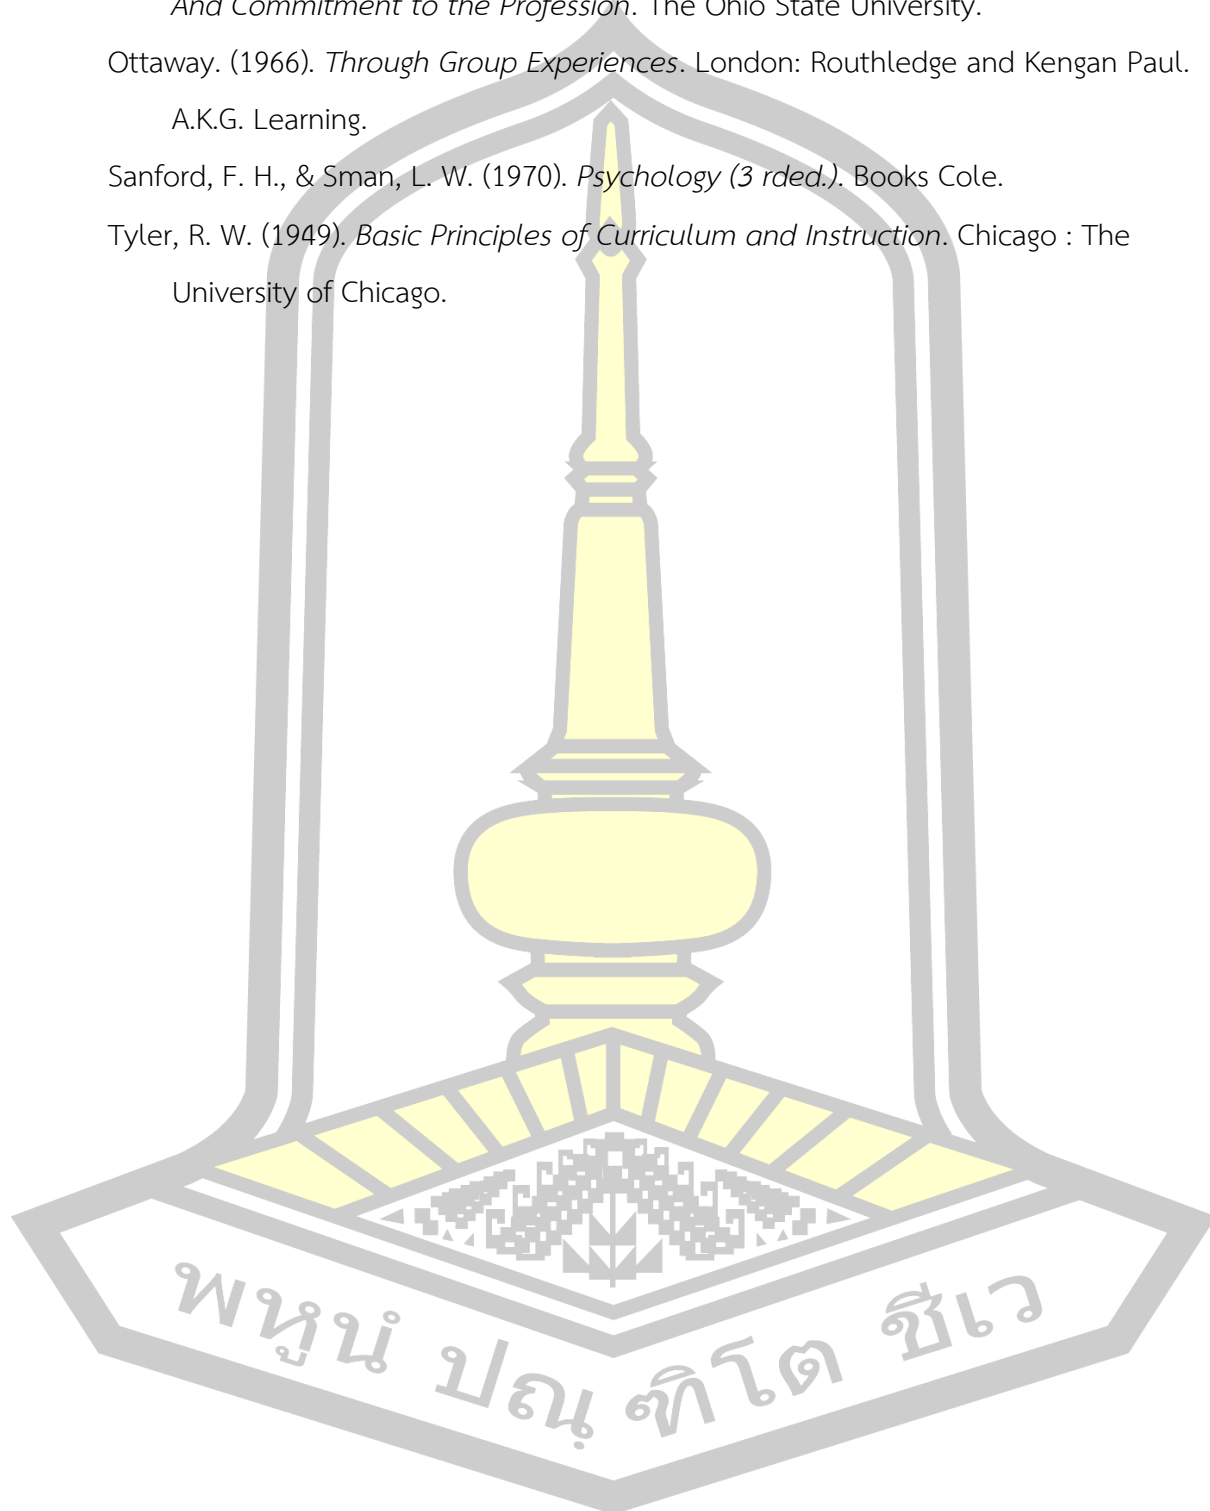 And Commitment to the Profession. The Ohio State University.
Ottaway. (1966). Through Group Experiences. London: Routhledge and Kengan Paul.
A.K.G. Learning.
Sanford, F. H., & Sman, L. W. (1970). Psychology (3 rded.). Books Cole.
Tyler, R. W. (1949). Basic Principles of Curriculum and Instruction. Chicago : The
University of Chicago.
พหูนํ ปณฺฑิโต ชีเว